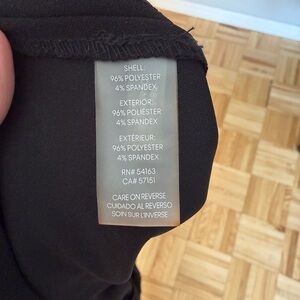 SHELL:
96% POLYESTER
4% SPANDEX
EXTERIOR:
96% POLIÉSTER
4% SPANDEX
EXTÉRIEUR:
96% POLYESTER
4% SPANDEX
RN# 54163
CA# 57151
CARE ON REVERSE
CUIDADO AL REVERSO
SOIN SUR L'INVERSE